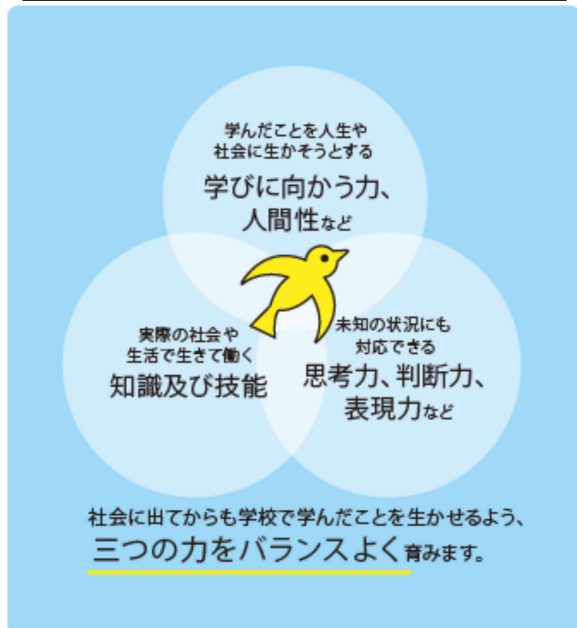 学んだことを人生や
社会に生かそうとする
学びに向かう力、
人間性など
実際の社会や
生活で生きて働く
知識及び技能
未知の状況にも
対応できる
思考力、判断力、
表現力など
社会に出てからも学校で学んだことを生かせるよう、
三つの力をバランスよく育みます。